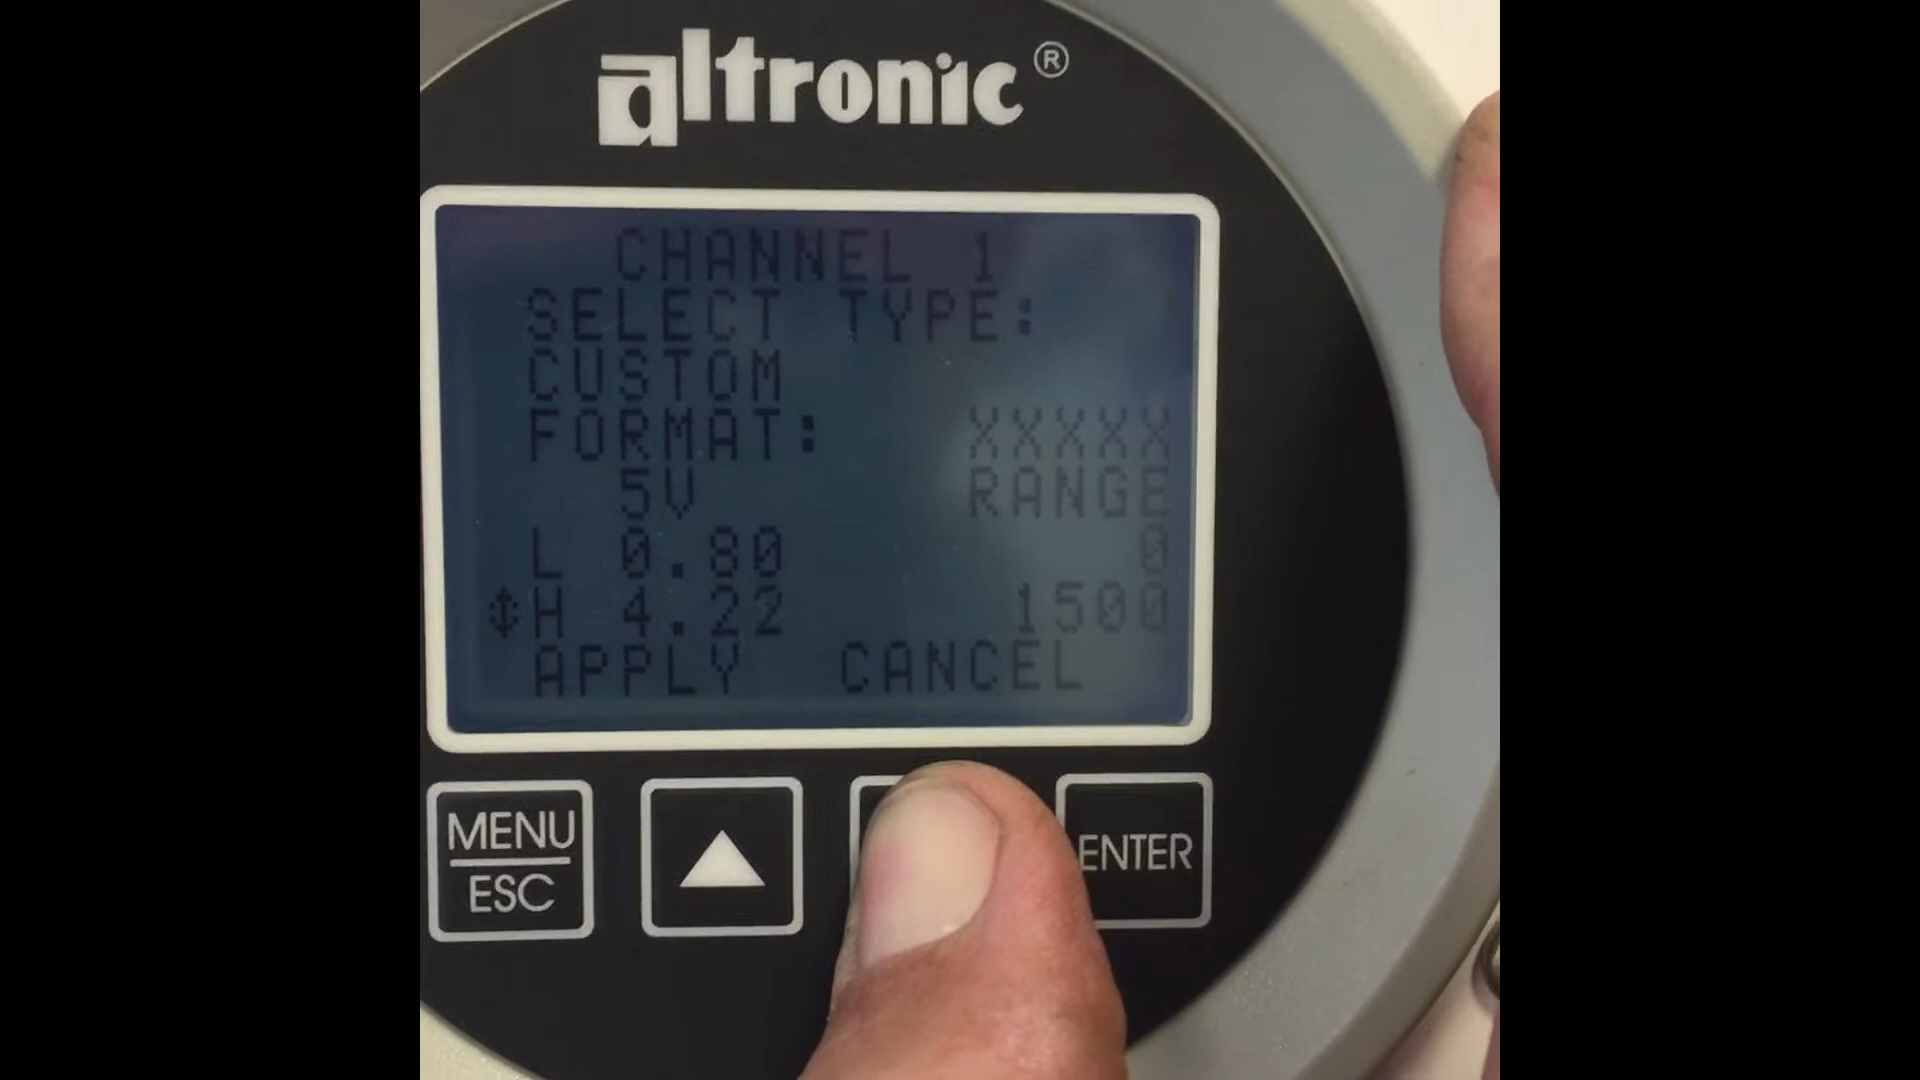 altronic ®
CHANNEL 1
SELECT TYPE:
CUSTOM
FORMAT: XXXXX
5V RANGE
L 0.80 0
H 4.22 1500
APPLY CANCEL
MENU
ESC
ENTER